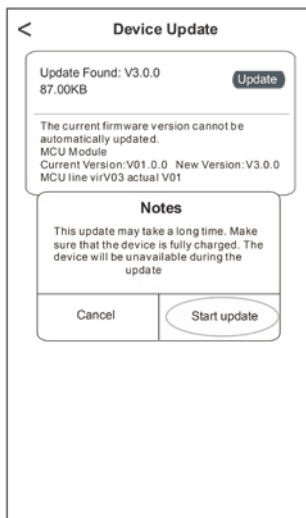 <
Device Update
Update Found: V3.0.0
87.00KB
Update
The current firmware version cannot be
automatically updated.
MCU Module
Current Version:V01.0.0 New Version:V3.0.0
MCU line virV03 actual V01
Notes
This update may take a long time. Make
sure that the device is fully charged. The
device will be unavailable during the
update
Cancel
Start update